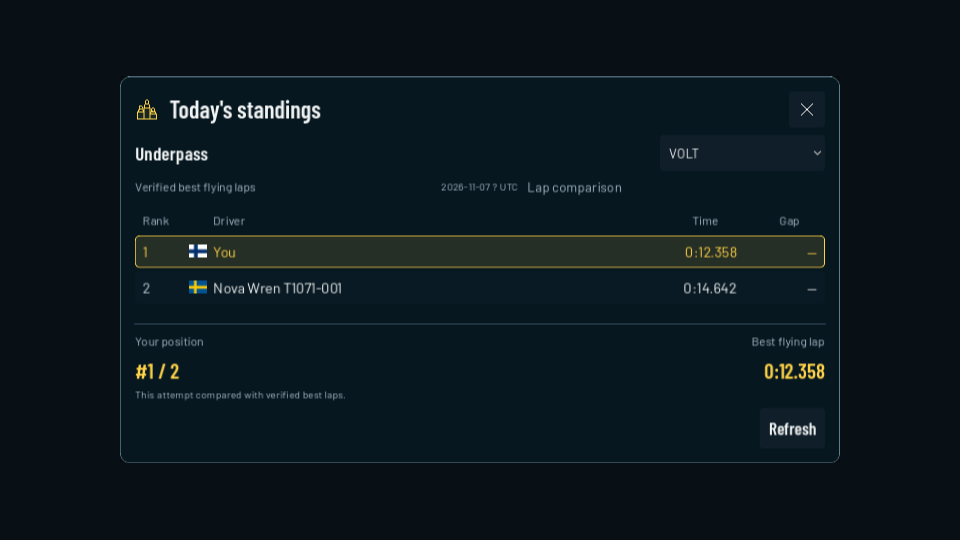 Today's standings
Underpass
VOLT
Verified best flying laps 2026-11-07 ? UTC Lap comparison
Rank Driver Time Gap
1 You 0:12.358 —
2 Nova Wren T1071-001 0:14.642 —
Your position Best flying lap
#1 / 2 0:12.358
This attempt compared with verified best laps.
Refresh